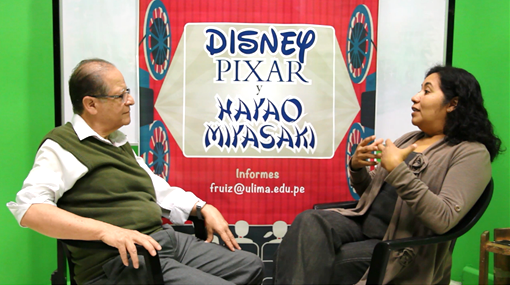 DISNEY
PIXAR
y
HAYAO
MIYASAKI
Informes
fruiz@ulima.edu.pe